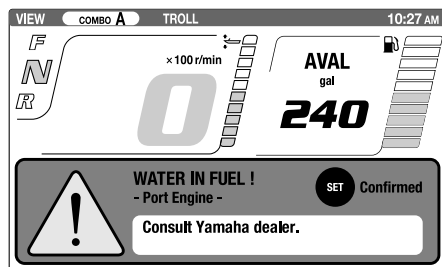 VIEW COMBO A TROLL 10:27 AM
F
N
R
×100 r/min
0
AVAL
gal
240
WATER IN FUEL !
- Port Engine -
SET Confirmed
Consult Yamaha dealer.